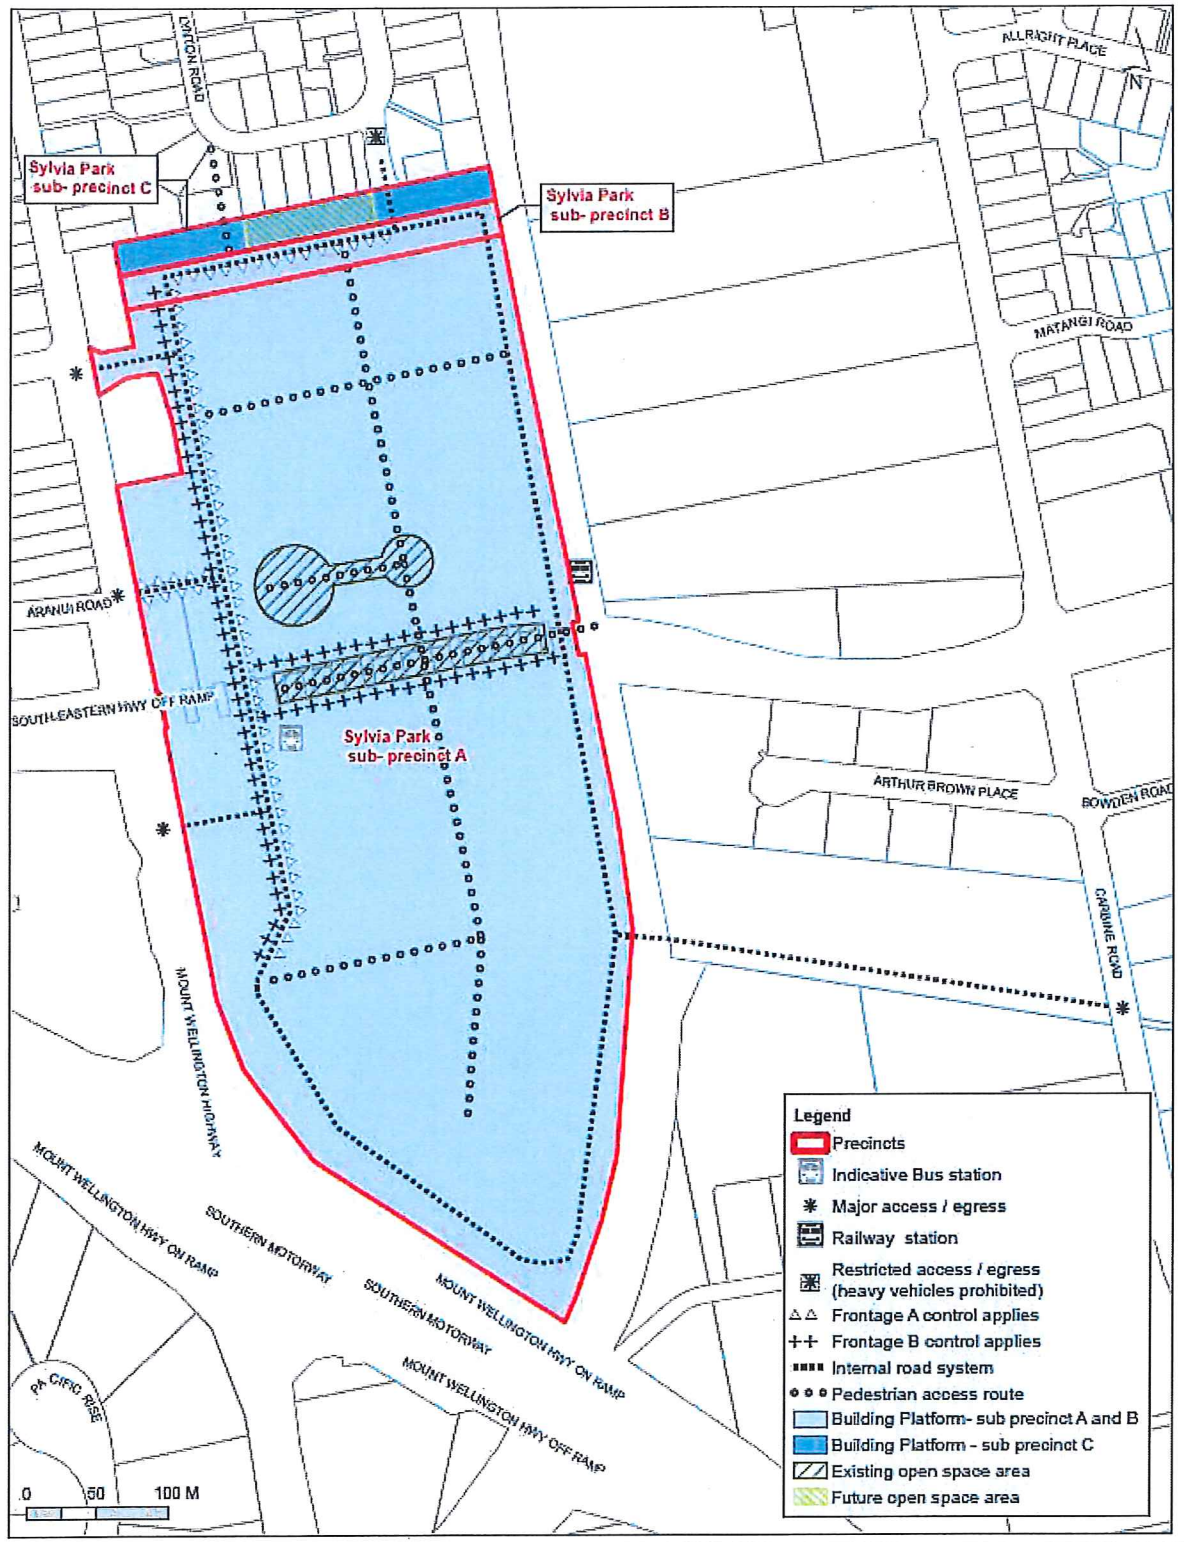 LYNTON ROAD
ALLRIGHT PLACE
N
Sylvia Park
sub- precinct C
Sylvia Park
sub- precinct B
MATANGI ROAD
ARANUI ROAD
SOUTH-EASTERN HWY OFF RAMP
Sylvia Park
sub- precinct A
ARTHUR BROWN PLACE
BOWDEN ROAD
CARBINE ROAD
MOUNT WELLINGTON HIGHWAY
MOUNT WELLINGTON HWY ON RAMP
SOUTHERN MOTORWAY
SOUTHERN MOTORWAY
MOUNT WELLINGTON HWY ON RAMP
MOUNT WELLINGTON HWY OFF RAMP
PACIFIC RISE
0 50 100 M
Legend
Precincts
Indicative Bus station
Major access / egress
Railway station
Restricted access / egress
(heavy vehicles prohibited)
Frontage A control applies
Frontage B control applies
Internal road system
Pedestrian access route
Building Platform- sub precinct A and B
Building Platform - sub precinct C
Existing open space area
Future open space area